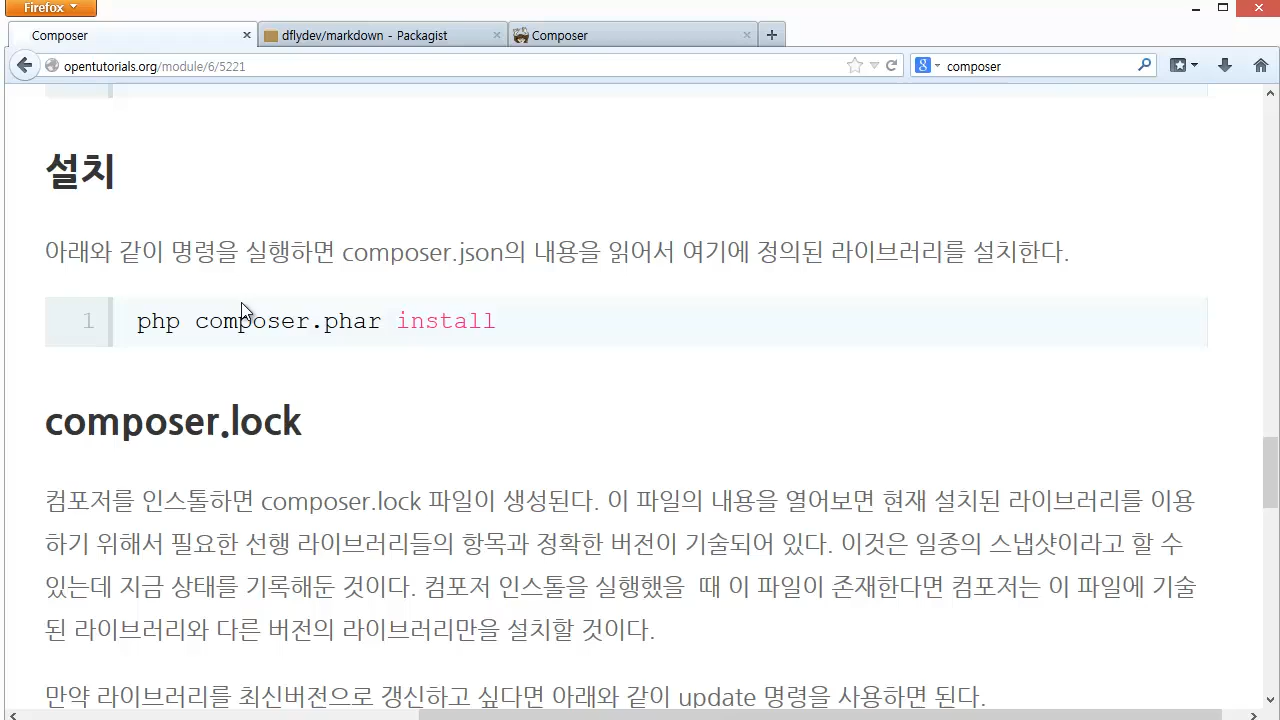 Firefox
Composer
dflydev/markdown - Packagist
Composer
opentutorials.org/module/6/5221
composer
설치
아래와 같이 명령을 실행하면 composer.json의 내용을 읽어서 여기에 정의된 라이브러리를 설치한다.
1 php composer.phar install
composer.lock
컴포저를 인스톨하면 composer.lock 파일이 생성된다. 이 파일의 내용을 열어보면 현재 설치된 라이브러리를 이용
하기 위해서 필요한 선행 라이브러리들의 항목과 정확한 버전이 기술되어 있다. 이것은 일종의 스냅샷이라고 할 수
있는데 지금 상태를 기록해둔 것이다. 컴포저 인스톨을 실행했을 때 이 파일이 존재한다면 컴포저는 이 파일에 기술
된 라이브러리와 다른 버전의 라이브러리만을 설치할 것이다.
만약 라이브러리를 최신버전으로 갱신하고 싶다면 아래와 같이 update 명령을 사용하면 된다.